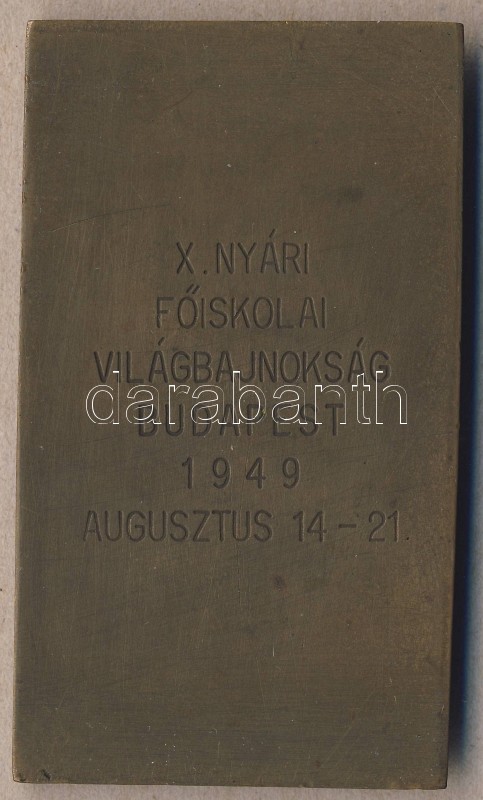 X. NYÁRI
FŐISKOLAI
VILÁGBAJNOKSÁG
darabanth
BUDAPEST
1949
AUGUSZTUS 14 - 21.